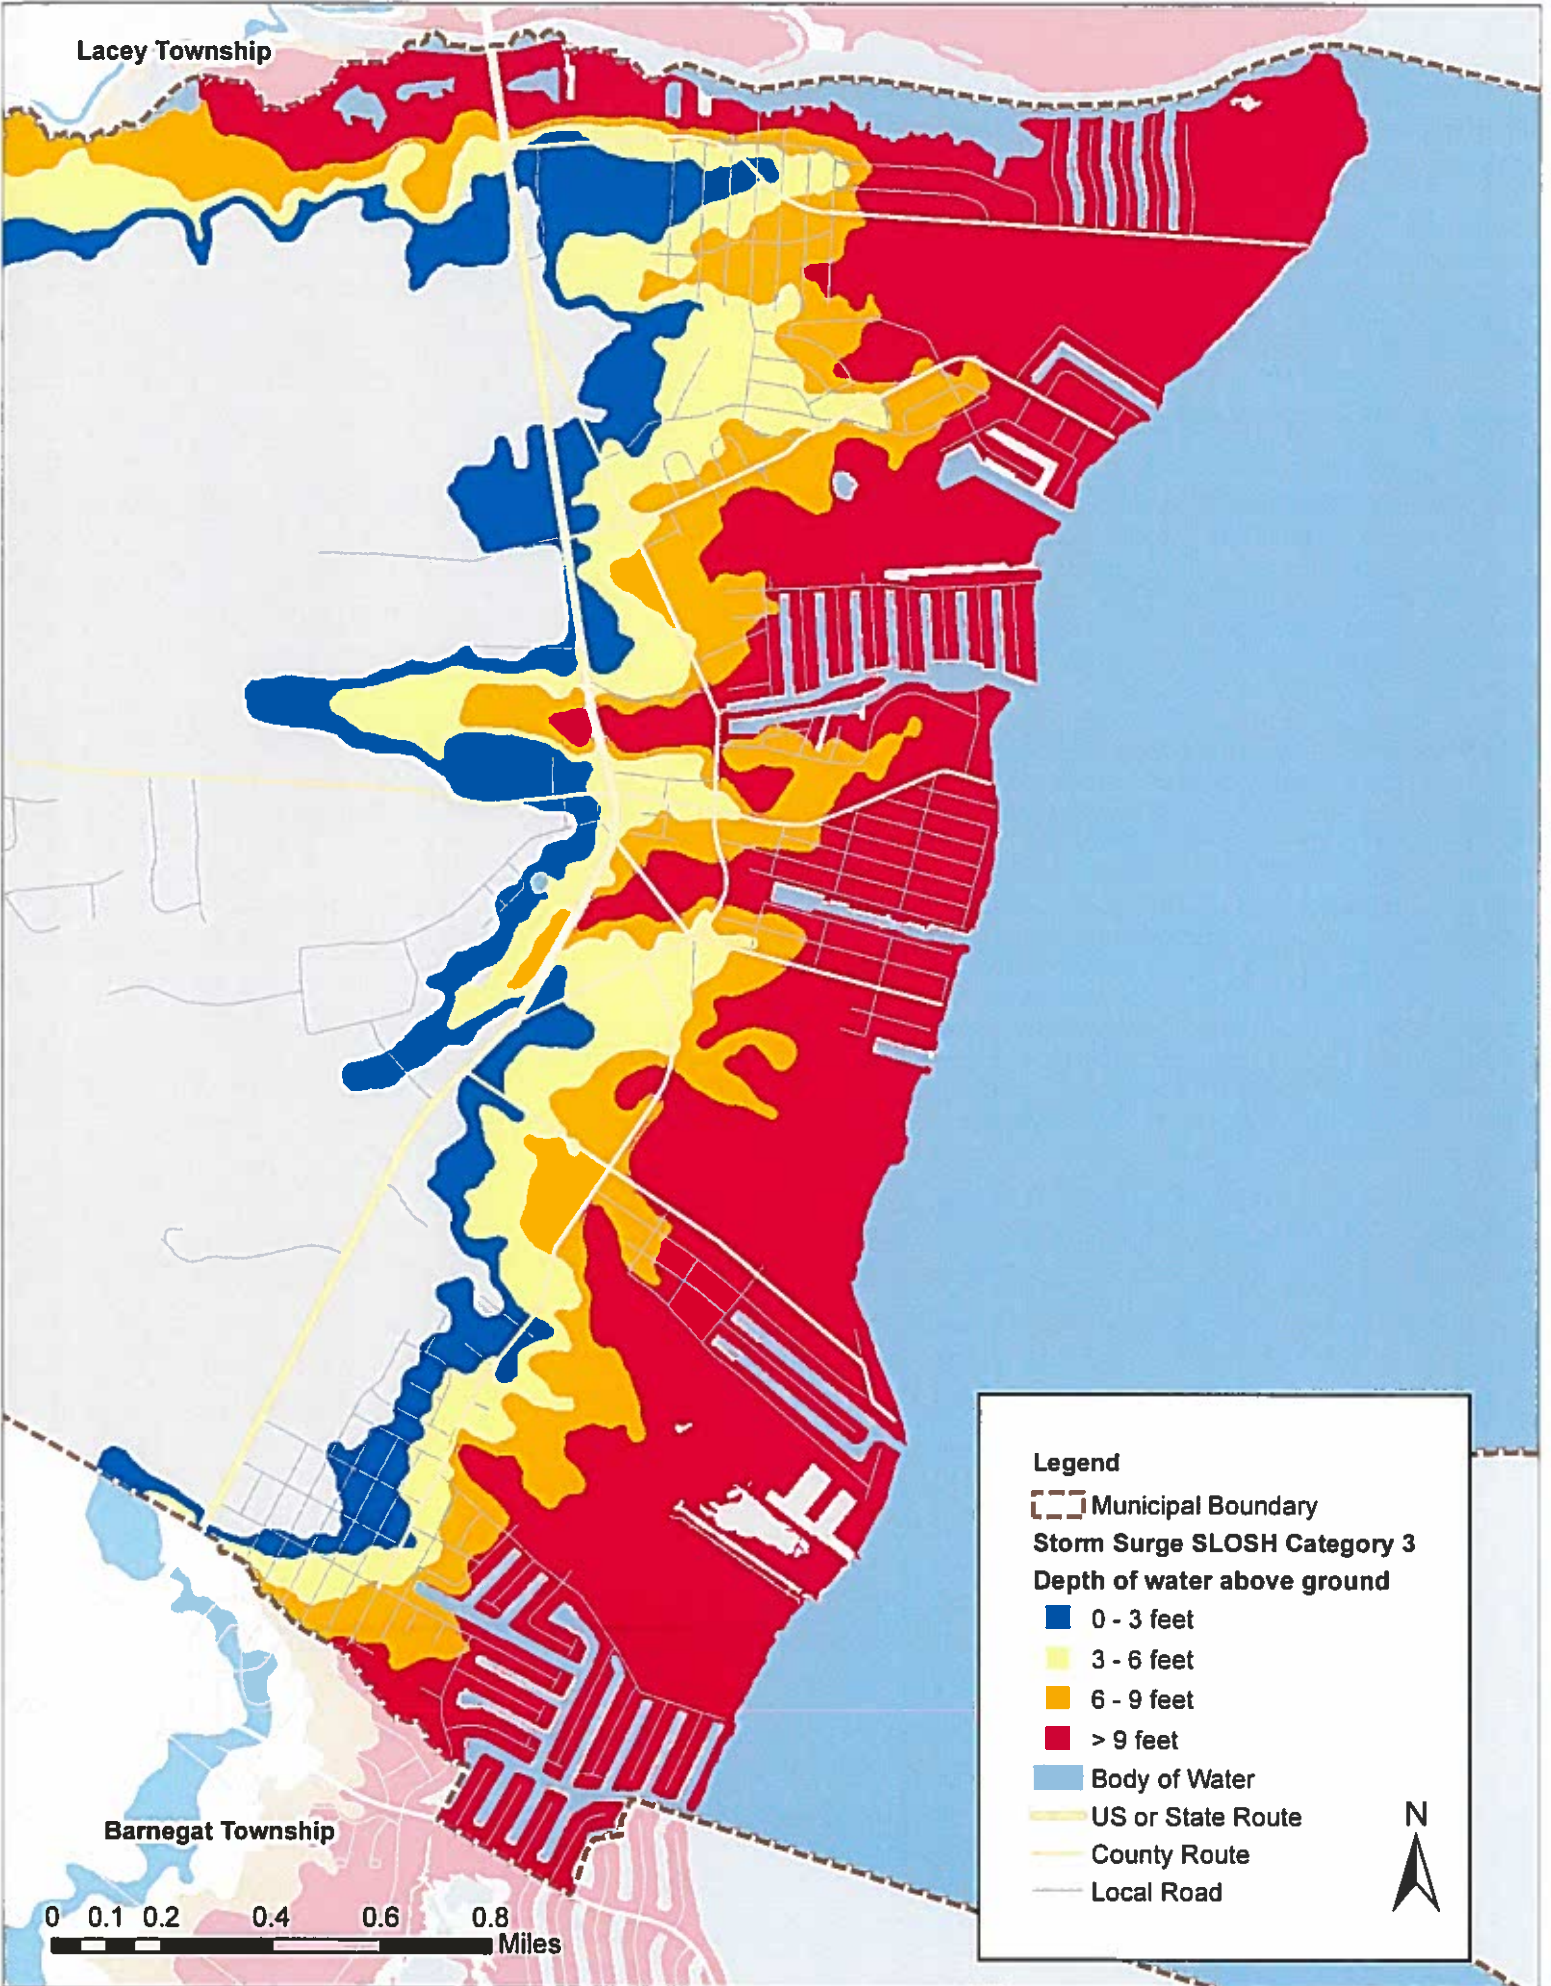 Lacey Township
Legend
Municipal Boundary
Storm Surge SLOSH Category 3
Depth of water above ground
0 - 3 feet
3 - 6 feet
6 - 9 feet
> 9 feet
Body of Water
US or State Route
County Route
Local Road
N
Barnegat Township
0 0.1 0.2 0.4 0.6 0.8
Miles